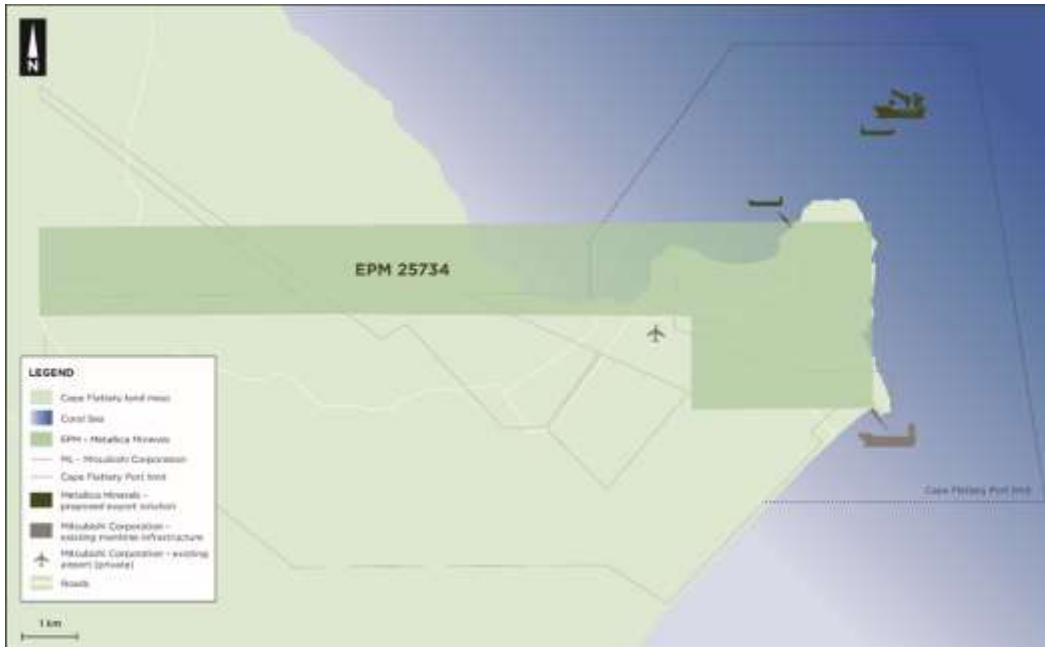 N
EPM 25734
LEGEND
Cape Flattery land mass
Coral Sea
EPM - Metallica Minerals
ML - Mitsubishi Corporation
Cape Flattery Port limit
Metallica Minerals -
proposed export solution
Mitsubishi Corporation -
existing maritime infrastructure
Mitsubishi Corporation - existing
airport (private)
Roads
Cape Flattery Port limit
1 km